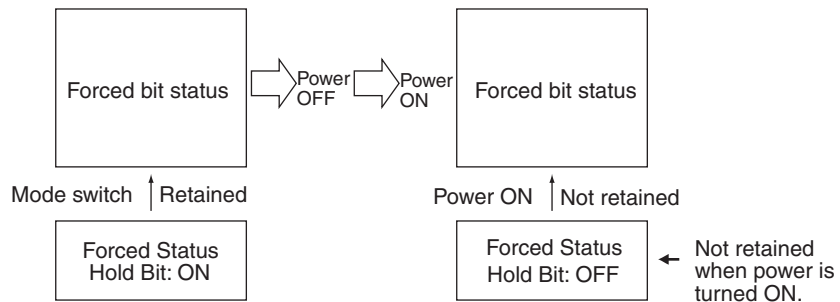 Forced bit status
Power
OFF
Power
ON
Forced bit status
Mode switch
Retained
Power ON
Not retained
Forced Status
Hold Bit: ON
Forced Status
Hold Bit: OFF
Not retained
when power is
turned ON.